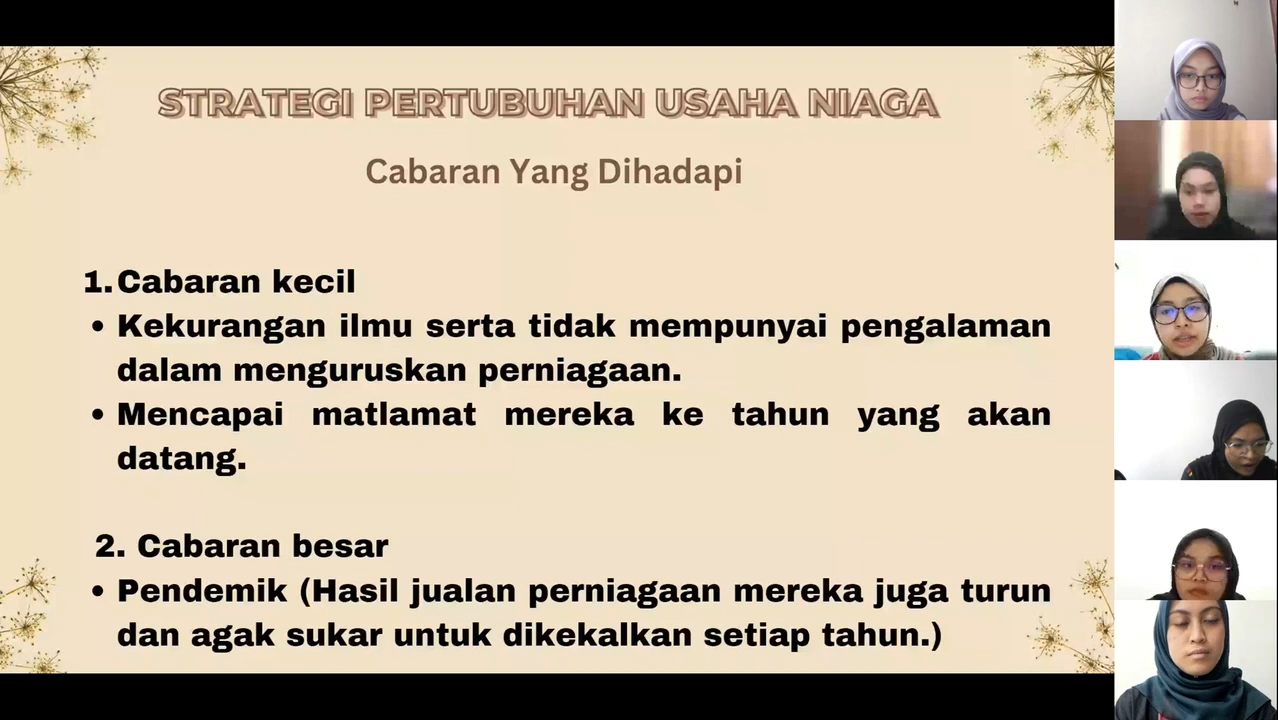 STRATEGI PERTUBUHAN USAHA NIAGA
Cabaran Yang Dihadapi
1. Cabaran kecil
• Kekurangan ilmu serta tidak mempunyai pengalaman
dalam menguruskan perniagaan.
• Mencapai matlamat mereka ke tahun yang akan
datang.
2. Cabaran besar
• Pendemik (Hasil jualan perniagaan mereka juga turun
dan agak sukar untuk dikekalkan setiap tahun.)